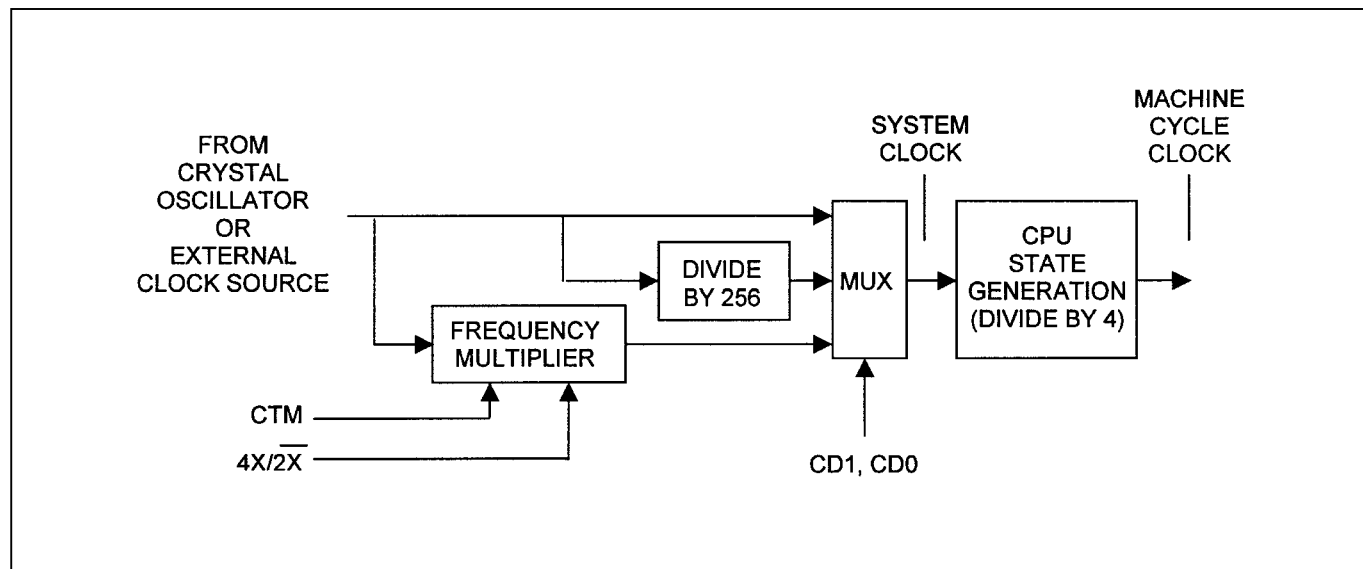 FROM
CRYSTAL
OSCILLATOR
OR
EXTERNAL
CLOCK SOURCE
SYSTEM
CLOCK
MACHINE
CYCLE
CLOCK
DIVIDE
BY 256
MUX
CPU
STATE
GENERATION
(DIVIDE BY 4)
FREQUENCY
MULTIPLIER
CTM
4X/2X̅
CD1, CD0